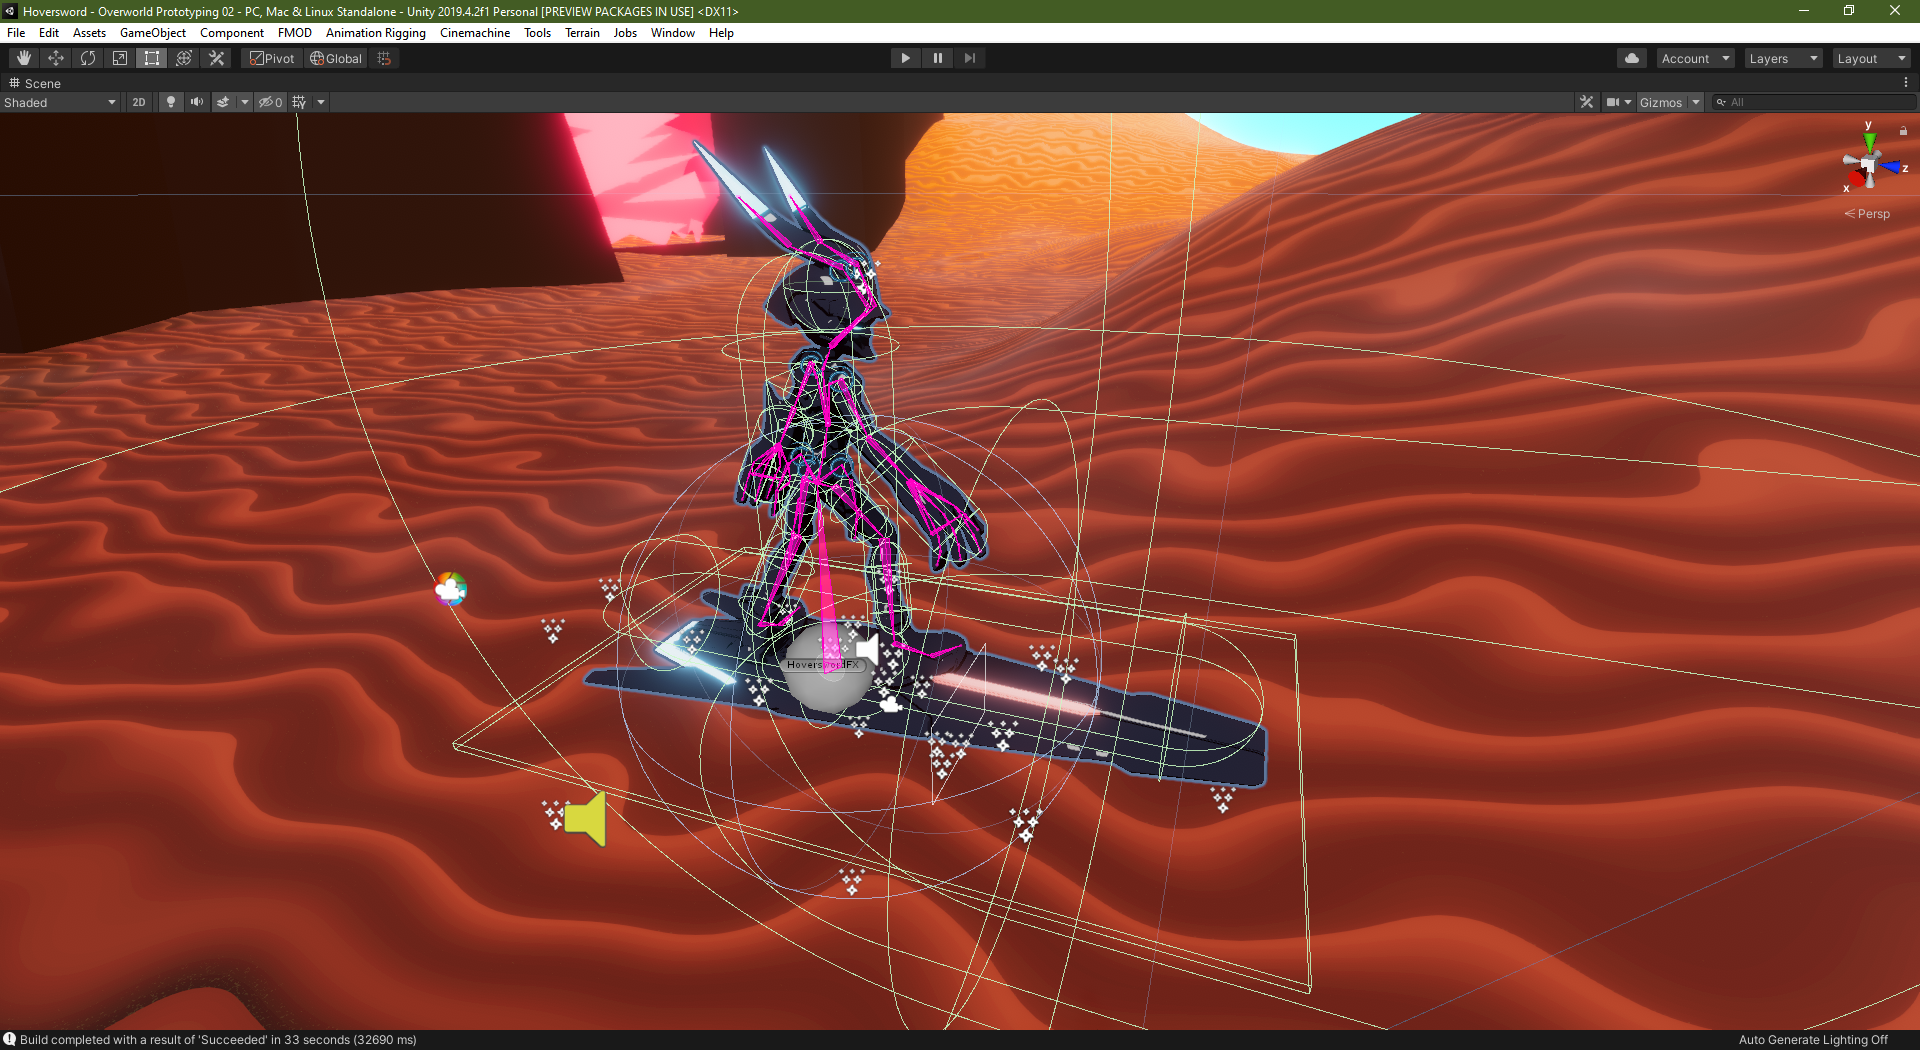 Hoversword - Overworld Prototyping 02 - PC, Mac & Linux Standalone - Unity 2019.4.2f1 Personal [PREVIEW PACKAGES IN USE] <DX11>
File Edit Assets GameObject Component FMOD Animation Rigging Cinemachine Tools Terrain Jobs Window Help
Pivot Global Account Layers Layout
Scene
Shaded 2D 0 Gizmos All
y
z
x
Persp
HoverswordFX
Build completed with a result of 'Succeeded' in 33 seconds (32690 ms) Auto Generate Lighting Off